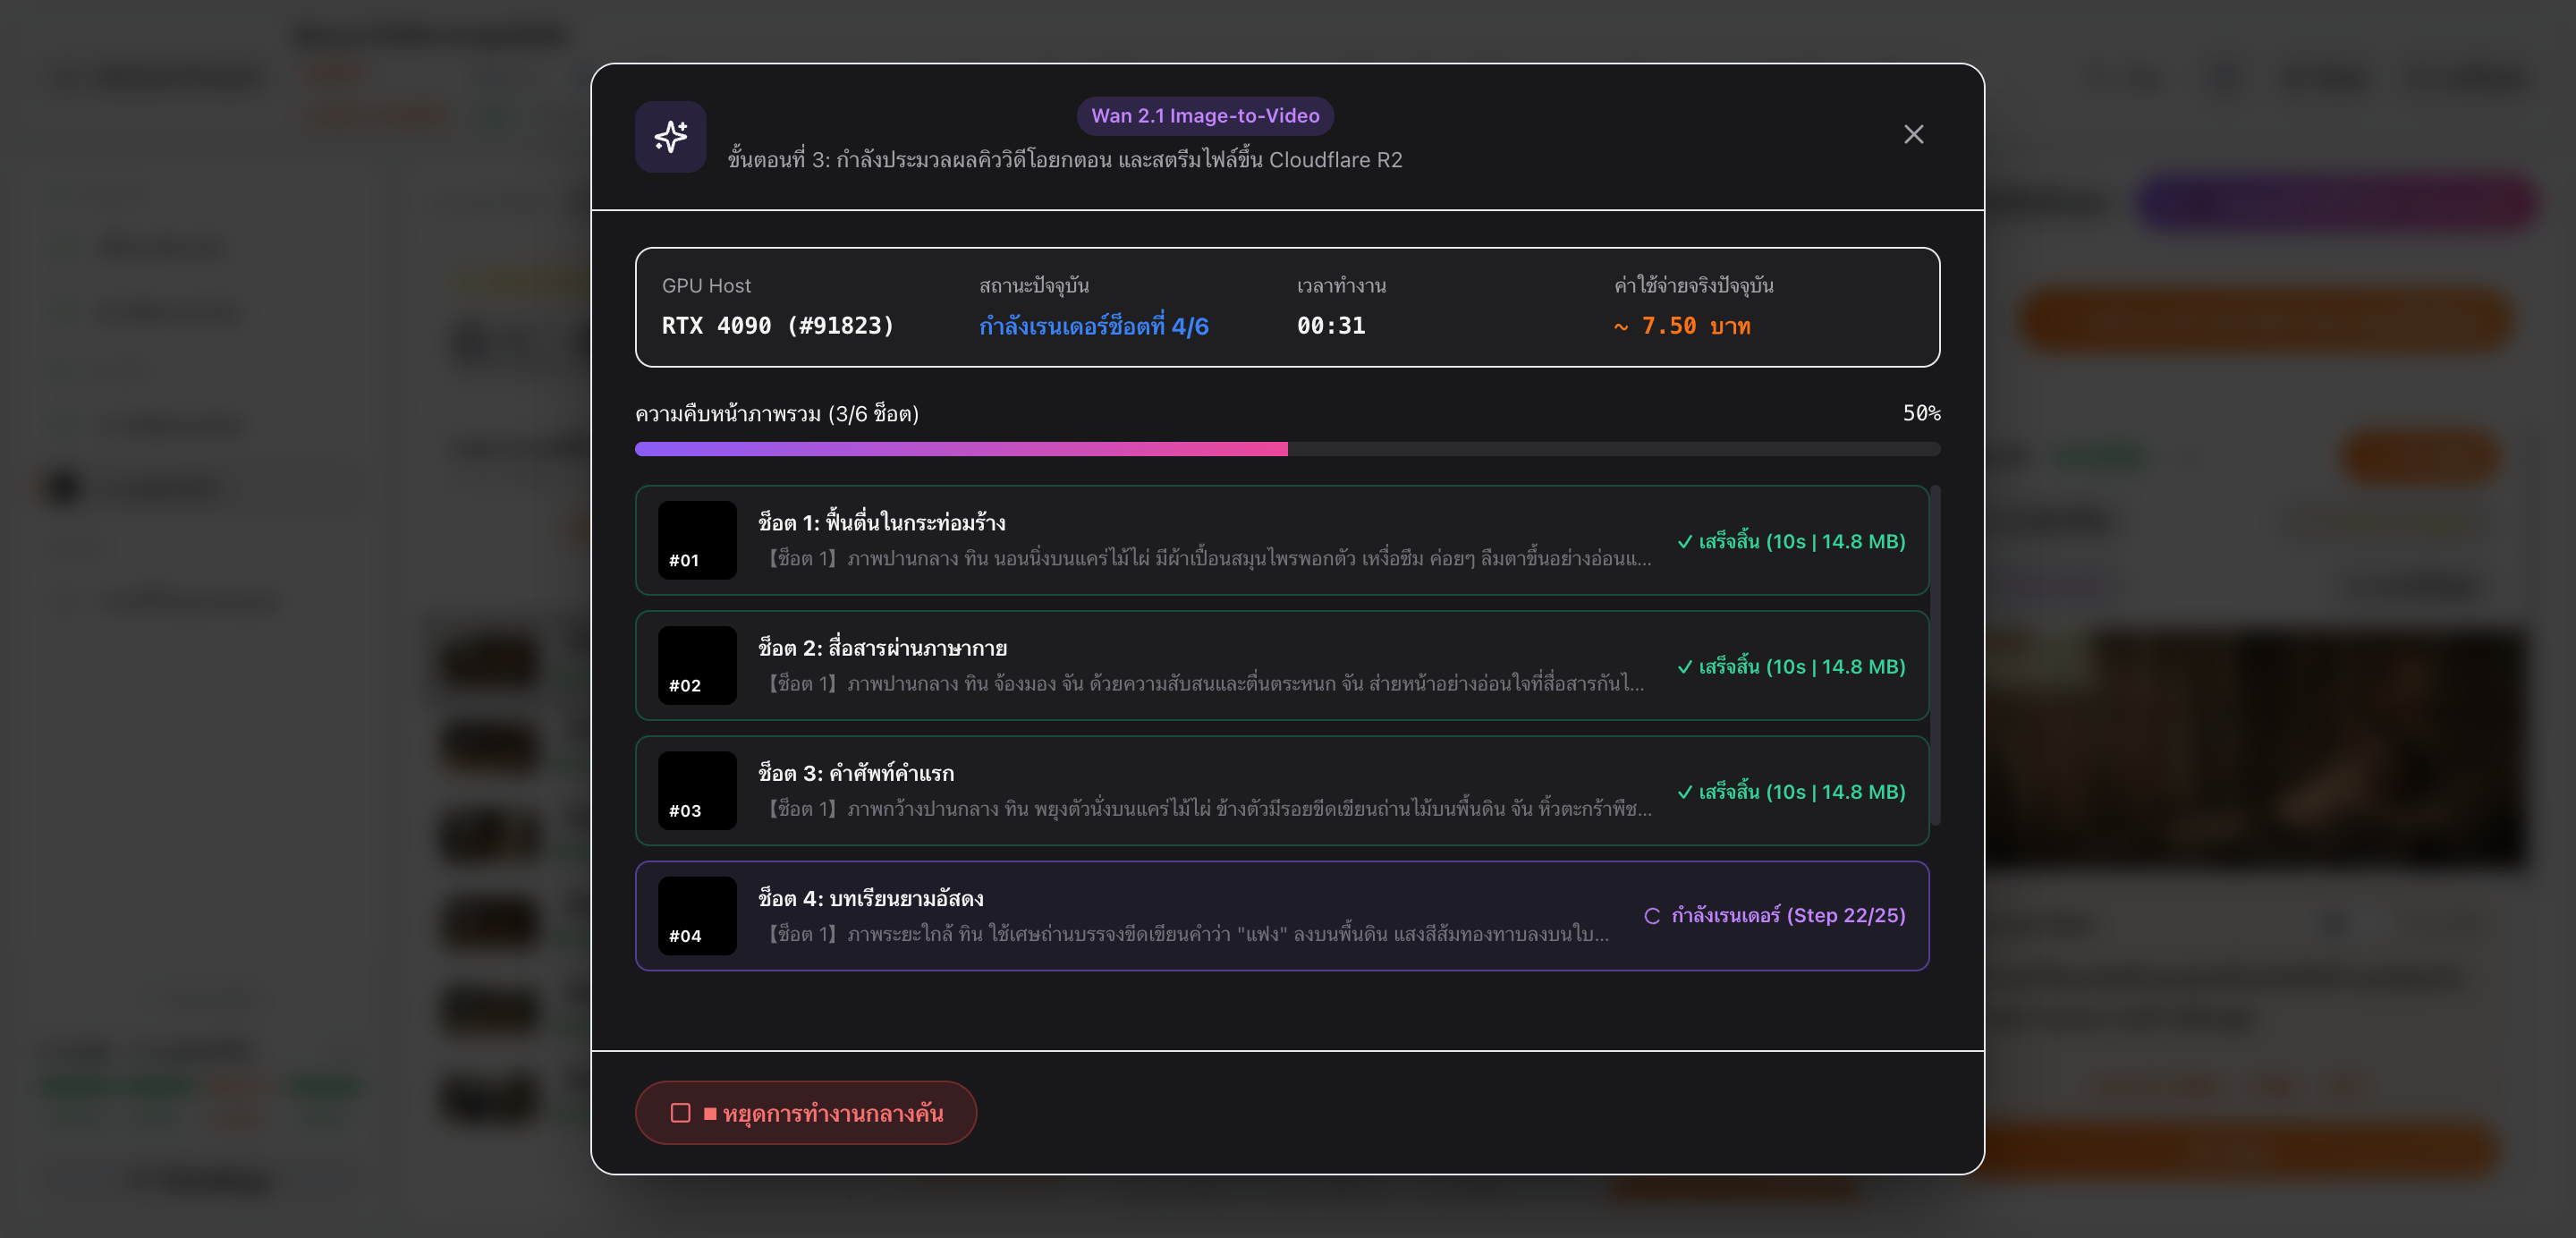 Wan 2.1 Image-to-Video
ขั้นตอนที่ 3: กำลังประมวลผลคิววิดีโอยกตอน และสตรีมไฟล์ขึ้น Cloudflare R2
GPU Host
RTX 4090 (#91823)
สถานะปัจจุบัน
กำลังเรนเดอร์ช็อตที่ 4/6
เวลาทำงาน
00:31
ค่าใช้จ่ายจริงปัจจุบัน
~ 7.50 บาท
ความคืบหน้าภาพรวม (3/6 ช็อต)
50%
#01
ช็อต 1: ฟื้นตื่นในกระท่อมร้าง
【ช็อต 1】ภาพปานกลาง ทิน นอนนิ่งบนแคร่ไม้ไผ่ มีผ้าเปื้อนสมุนไพรพอกตัว เหงื่อซึม ค่อยๆ ลืมตาขึ้นอย่างอ่อนแ...
✓ เสร็จสิ้น (10s | 14.8 MB)
#02
ช็อต 2: สื่อสารผ่านภาษากาย
【ช็อต 1】ภาพปานกลาง ทิน จ้องมอง จัน ด้วยความสับสนและตื่นตระหนก จัน ส่ายหน้าอย่างอ่อนใจที่สื่อสารกันไ...
✓ เสร็จสิ้น (10s | 14.8 MB)
#03
ช็อต 3: คำศัพท์คำแรก
【ช็อต 1】ภาพกว้างปานกลาง ทิน พยุงตัวนั่งบนแคร่ไม้ไผ่ ข้างตัวมีรอยขีดเขียนถ่านไม้บนพื้นดิน จัน หิ้วตะกร้าพืช...
✓ เสร็จสิ้น (10s | 14.8 MB)
#04
ช็อต 4: บทเรียนยามอัสดง
【ช็อต 1】ภาพระยะใกล้ ทิน ใช้เศษถ่านบรรจงขีดเขียนคำว่า "แฟง" ลงบนพื้นดิน แสงสีส้มทองทาบลงบนใบ...
กำลังเรนเดอร์ (Step 22/25)
■ หยุดการทำงานกลางคัน